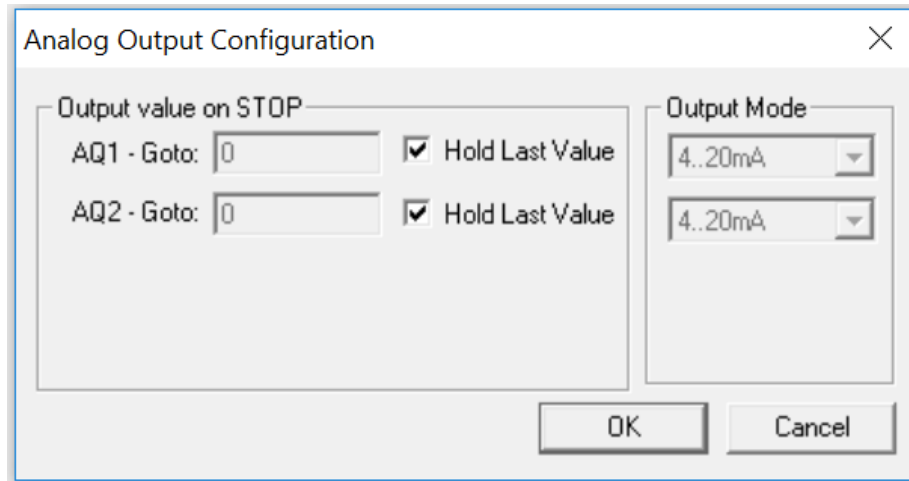 Analog Output Configuration
Output value on STOP
AQ1 - Goto: 0 Hold Last Value
AQ2 - Goto: 0 Hold Last Value
Output Mode
4..20mA
4..20mA
OK Cancel